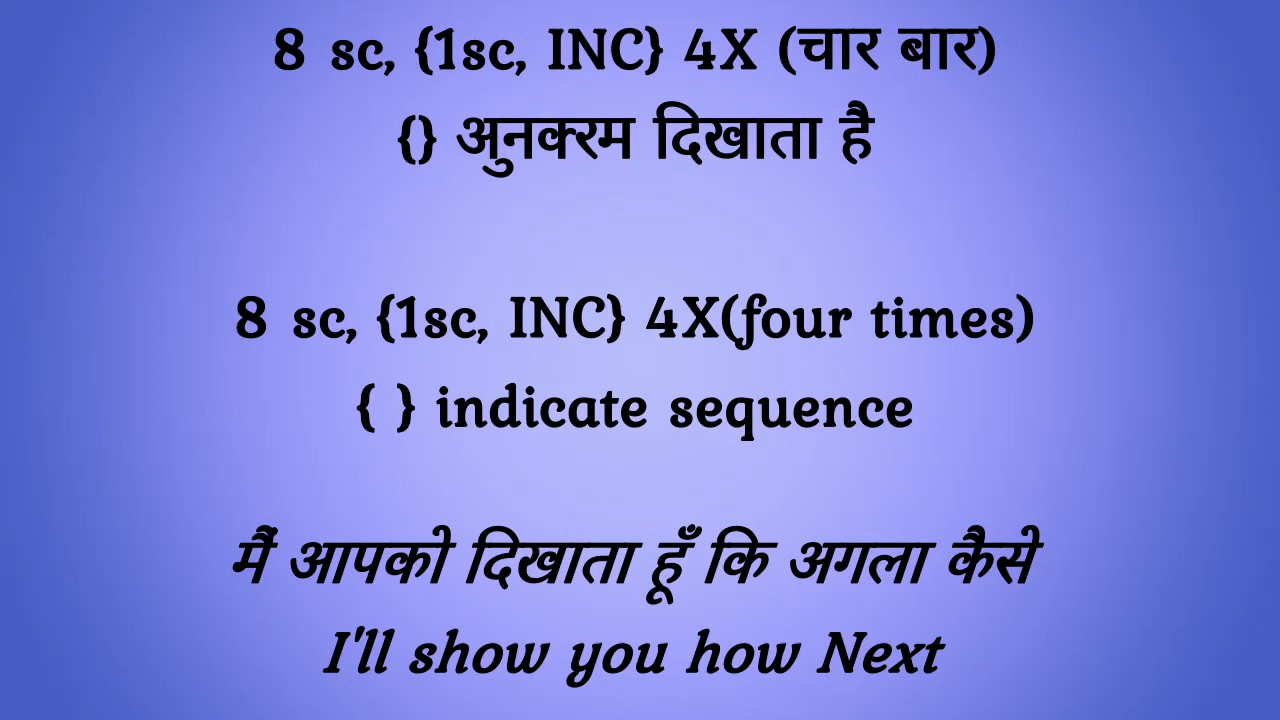 8 sc, {1sc, INC} 4X (चार बार)
{} अुनक्रम दिखाता है
8 sc, {1sc, INC} 4X(four times)
{ } indicate sequence
मैं आपको दिखाता हूँ कि अगला कैसे
I'll show you how Next